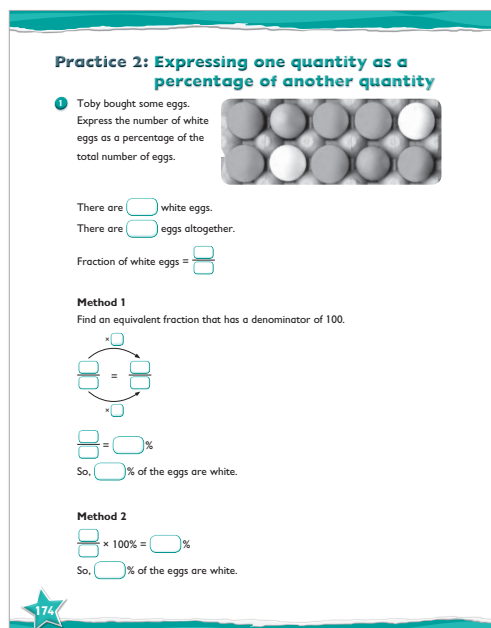 Practice 2: Expressing one quantity as a
percentage of another quantity
1 Toby bought some eggs.
Express the number of white
eggs as a percentage of the
total number of eggs.
There are white eggs.
There are eggs altogether.
Fraction of white eggs =
Method 1
Find an equivalent fraction that has a denominator of 100.
×
=
×
= %
So, % of the eggs are white.
Method 2
× 100% = %
So, % of the eggs are white.
174